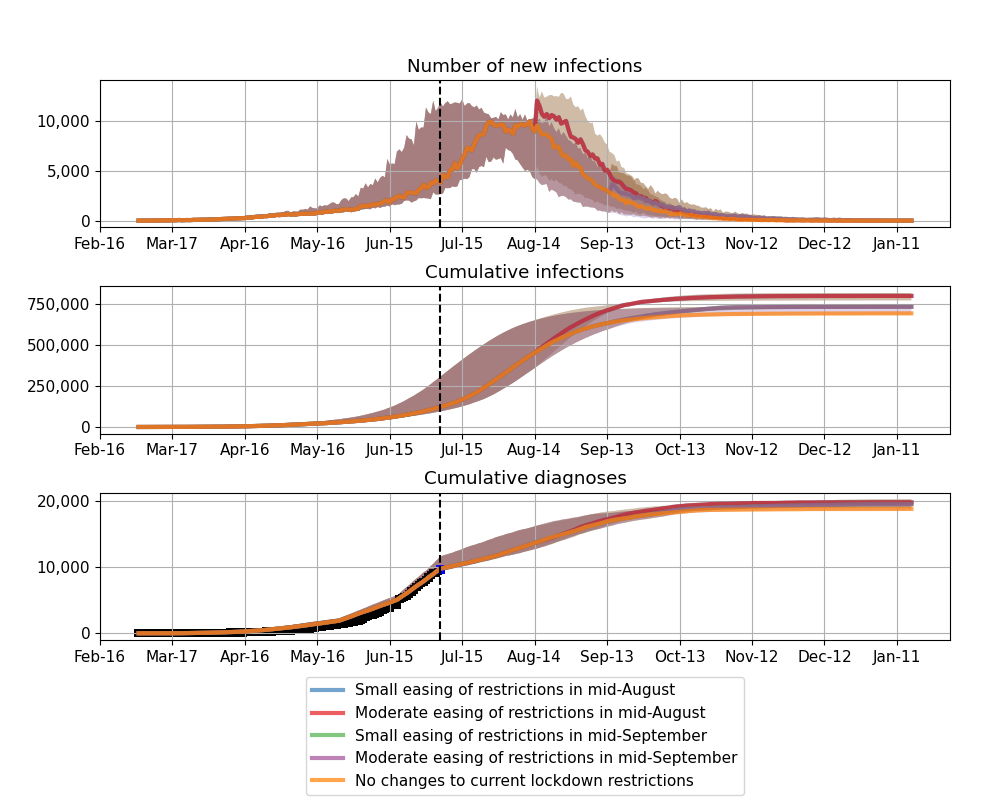 Number of new infections
10,000
5,000
0
Feb-16 Mar-17 Apr-16 May-16 Jun-15 Jul-15 Aug-14 Sep-13 Oct-13 Nov-12 Dec-12 Jan-11
Cumulative infections
750,000
500,000
250,000
0
Feb-16 Mar-17 Apr-16 May-16 Jun-15 Jul-15 Aug-14 Sep-13 Oct-13 Nov-12 Dec-12 Jan-11
Cumulative diagnoses
20,000
10,000
0
Feb-16 Mar-17 Apr-16 May-16 Jun-15 Jul-15 Aug-14 Sep-13 Oct-13 Nov-12 Dec-12 Jan-11
Small easing of restrictions in mid-August
Moderate easing of restrictions in mid-August
Small easing of restrictions in mid-September
Moderate easing of restrictions in mid-September
No changes to current lockdown restrictions